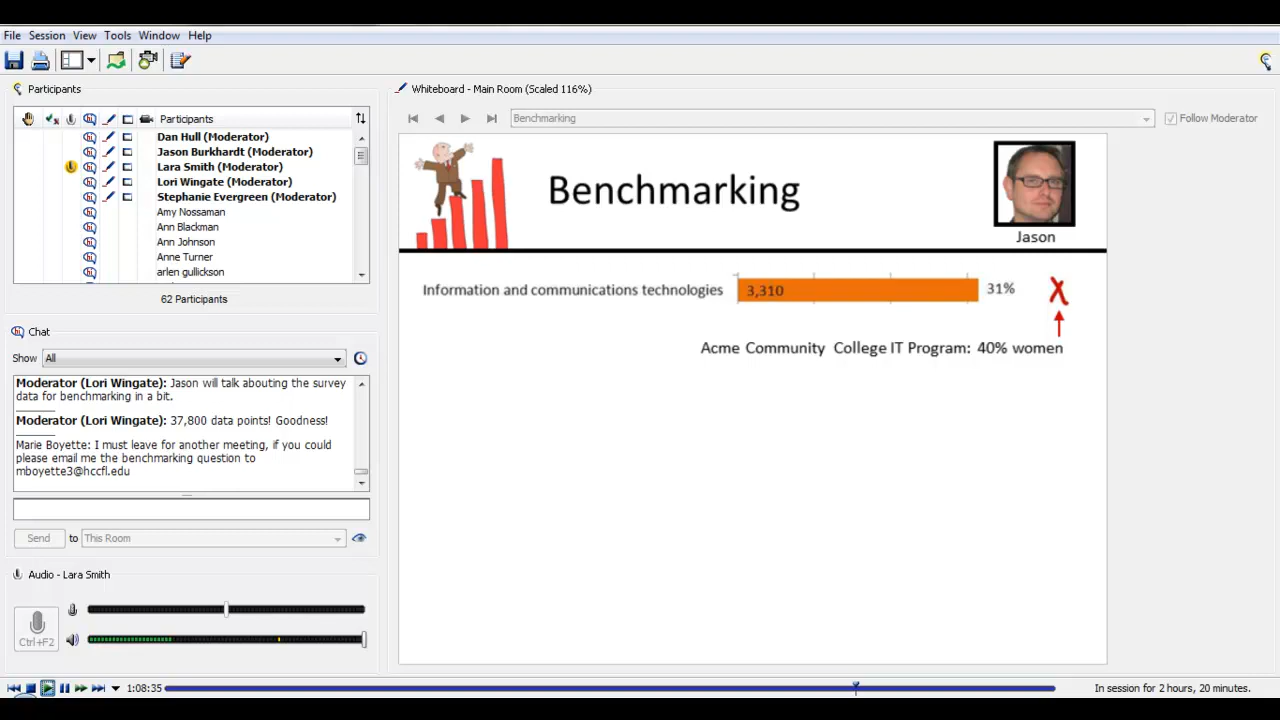 File Session View Tools Window Help
Participants
Participants
Dan Hull (Moderator)
Jason Burkhardt (Moderator)
Lara Smith (Moderator)
Lori Wingate (Moderator)
Stephanie Evergreen (Moderator)
Amy Nossaman
Ann Blackman
Ann Johnson
Anne Turner
arlen gullickson
62 Participants
Chat
Show All
Moderator (Lori Wingate): Jason will talk abouting the survey
data for benchmarking in a bit.
Moderator (Lori Wingate): 37,800 data points! Goodness!
Marie Boyette: I must leave for another meeting, if you could
please email me the benchmarking question to
mboyette3@hccfl.edu
Send to This Room
Audio - Lara Smith
Ctrl+F2
1:08:35
In session for 2 hours, 20 minutes.
Whiteboard - Main Room (Scaled 116%)
Benchmarking
Follow Moderator
Benchmarking
Jason
Information and communications technologies 3,310 31% X
Acme Community College IT Program: 40% women